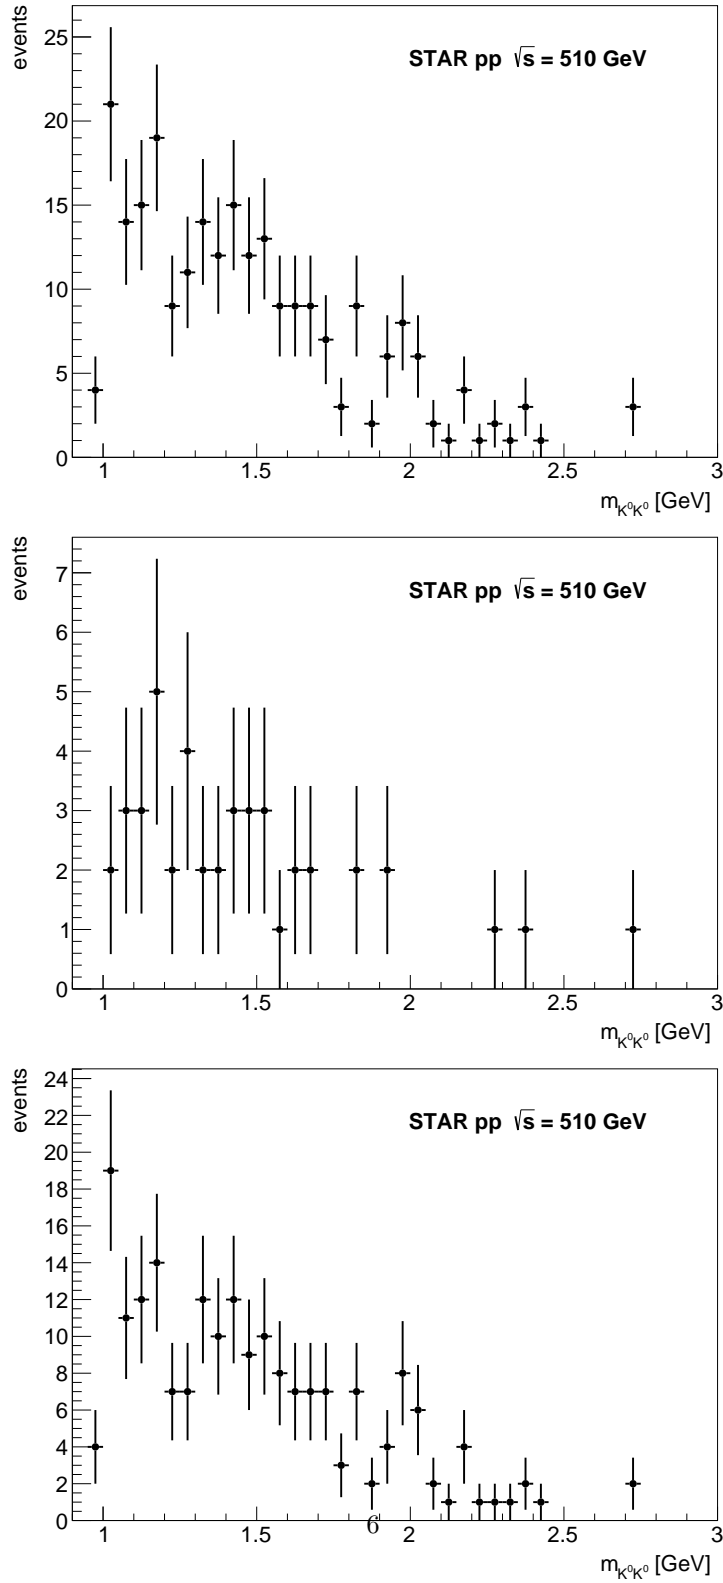 events
25
20
15
10
5
0
STAR pp √s = 510 GeV
1 1.5 2 2.5 3
m_{K⁰K⁰} [GeV]
events
7
6
5
4
3
2
1
0
STAR pp √s = 510 GeV
1 1.5 2 2.5 3
m_{K⁰K⁰} [GeV]
events
24
22
20
18
16
14
12
10
8
6
4
2
0
STAR pp √s = 510 GeV
1 1.5 2 2.5 3
6
m_{K⁰K⁰} [GeV]